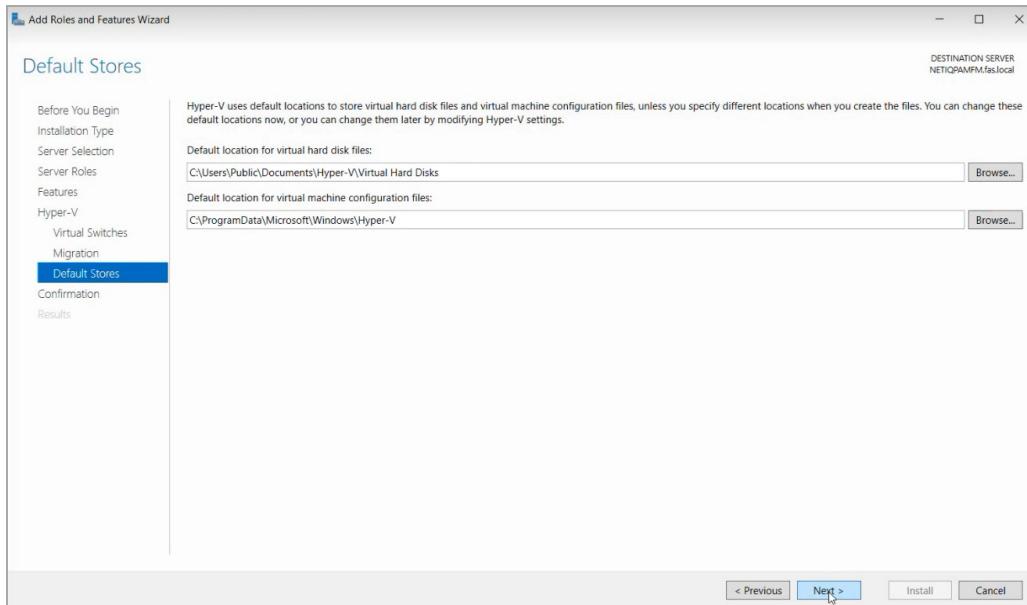 Add Roles and Features Wizard
Default Stores
DESTINATION SERVER
NETIQPAMFM.fas.local
Before You Begin
Installation Type
Server Selection
Server Roles
Features
Hyper-V
Virtual Switches
Migration
Default Stores
Confirmation
Results
Hyper-V uses default locations to store virtual hard disk files and virtual machine configuration files, unless you specify different locations when you create the files. You can change these
default locations now, or you can change them later by modifying Hyper-V settings.
Default location for virtual hard disk files:
C:\Users\Public\Documents\Hyper-V\Virtual Hard Disks
Browse...
Default location for virtual machine configuration files:
C:\ProgramData\Microsoft\Windows\Hyper-V
Browse...
< Previous
Next >
Install
Cancel